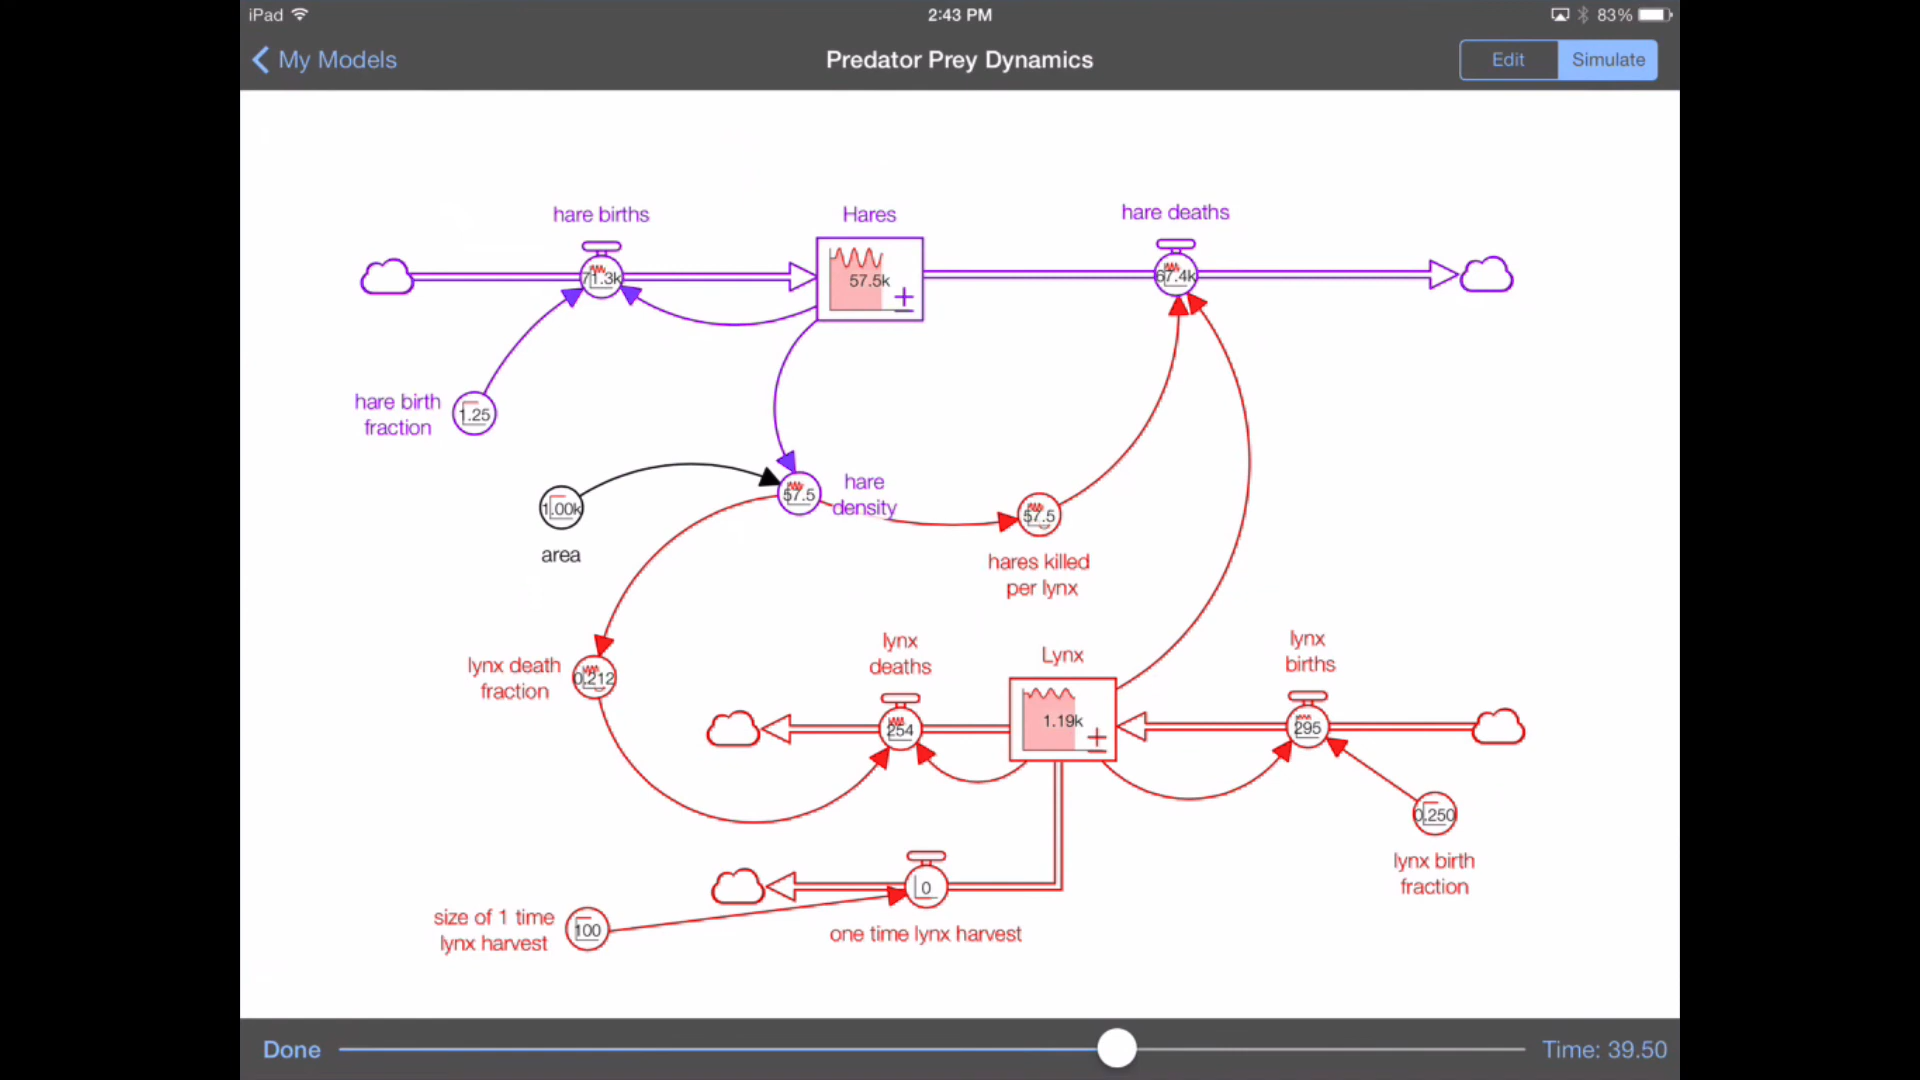 iPad
2:43 PM
83%
My Models
Predator Prey Dynamics
Edit
Simulate
hare births
Hares
hare deaths
71.3k
57.5k
67.4k
hare birth
fraction
1.25
hare
density
57.5
1.00k
area
57.5
hares killed
per lynx
lynx death
fraction
0.212
lynx
deaths
254
Lynx
1.19k
lynx
births
295
0.250
lynx birth
fraction
0
one time lynx harvest
size of 1 time
lynx harvest
100
Done
Time: 39.50